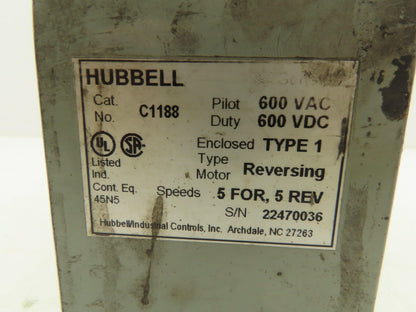 HUBBELL
Cat. No. C1188
Pilot Duty 600 VAC 600 VDC
UL SA
Listed Ind. Cont. Eq. 45N5
Enclosed TYPE 1
Type Motor Reversing
Speeds 5 FOR, 5 REV
S/N 22470036
Hubbell/Industrial Controls, Inc. Archdale, NC 27263